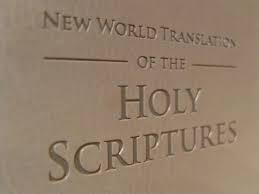 New World Translation
of the
Holy
Scriptures